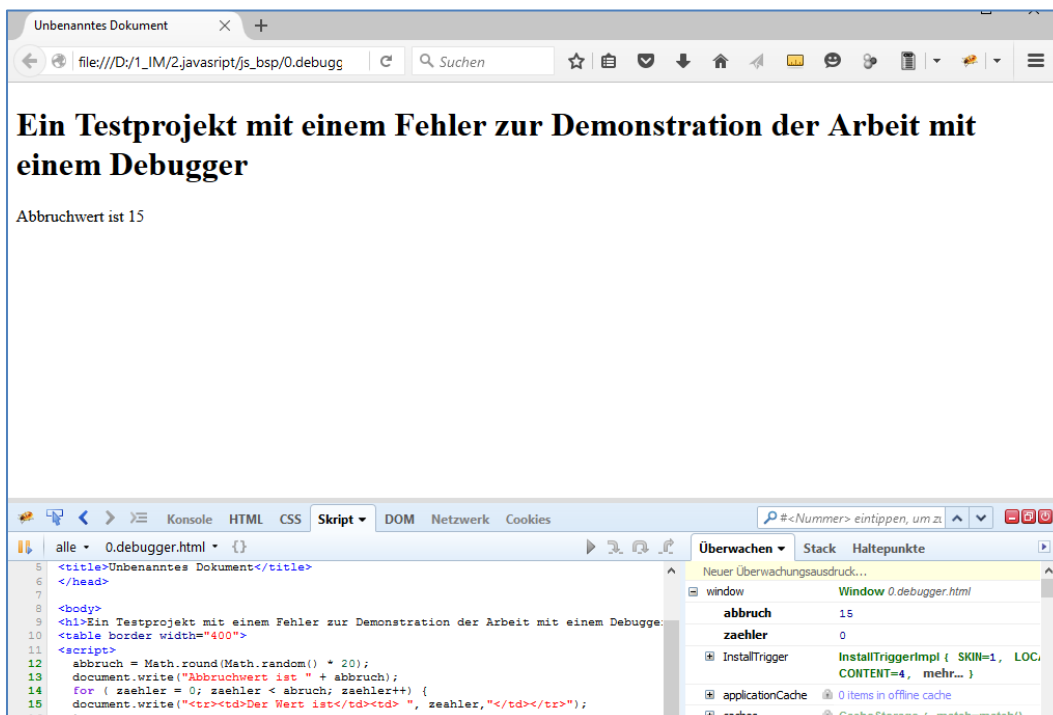 Unbenanntes Dokument
file:///D:/1_IM/2.javasript/js_bsp/0.debugg
Suchen
Ein Testprojekt mit einem Fehler zur Demonstration der Arbeit mit
einem Debugger
Abbruchwert ist 15
Konsole HTML CSS Skript DOM Netzwerk Cookies
#<Nummer> eintippen, um z
alle 0.debugger.html {}
Überwachen Stack Haltepunkte
5 <title>Unbenanntes Dokument</title>
6 </head>
7
8 <body>
9 <h1>Ein Testprojekt mit einem Fehler zur Demonstration der Arbeit mit einem Debugge
10 <table border width="400">
11 <script>
12 abbruch = Math.round(Math.random() * 20);
13 document.write("Abbruchwert ist " + abbruch);
14 for ( zaehler = 0; zaehler < abruch; zaehler++) {
15 document.write("<tr><td>Der Wert ist</td><td> ", zeahler,"</td></tr>");
Neuer Überwachungsausdruck...
window Window 0.debugger.html
abbruch 15
zaehler 0
InstallTrigger InstallTriggerImpl { SKIN=1, LOC
CONTENT=4, mehr... }
applicationCache 0 items in offline cache